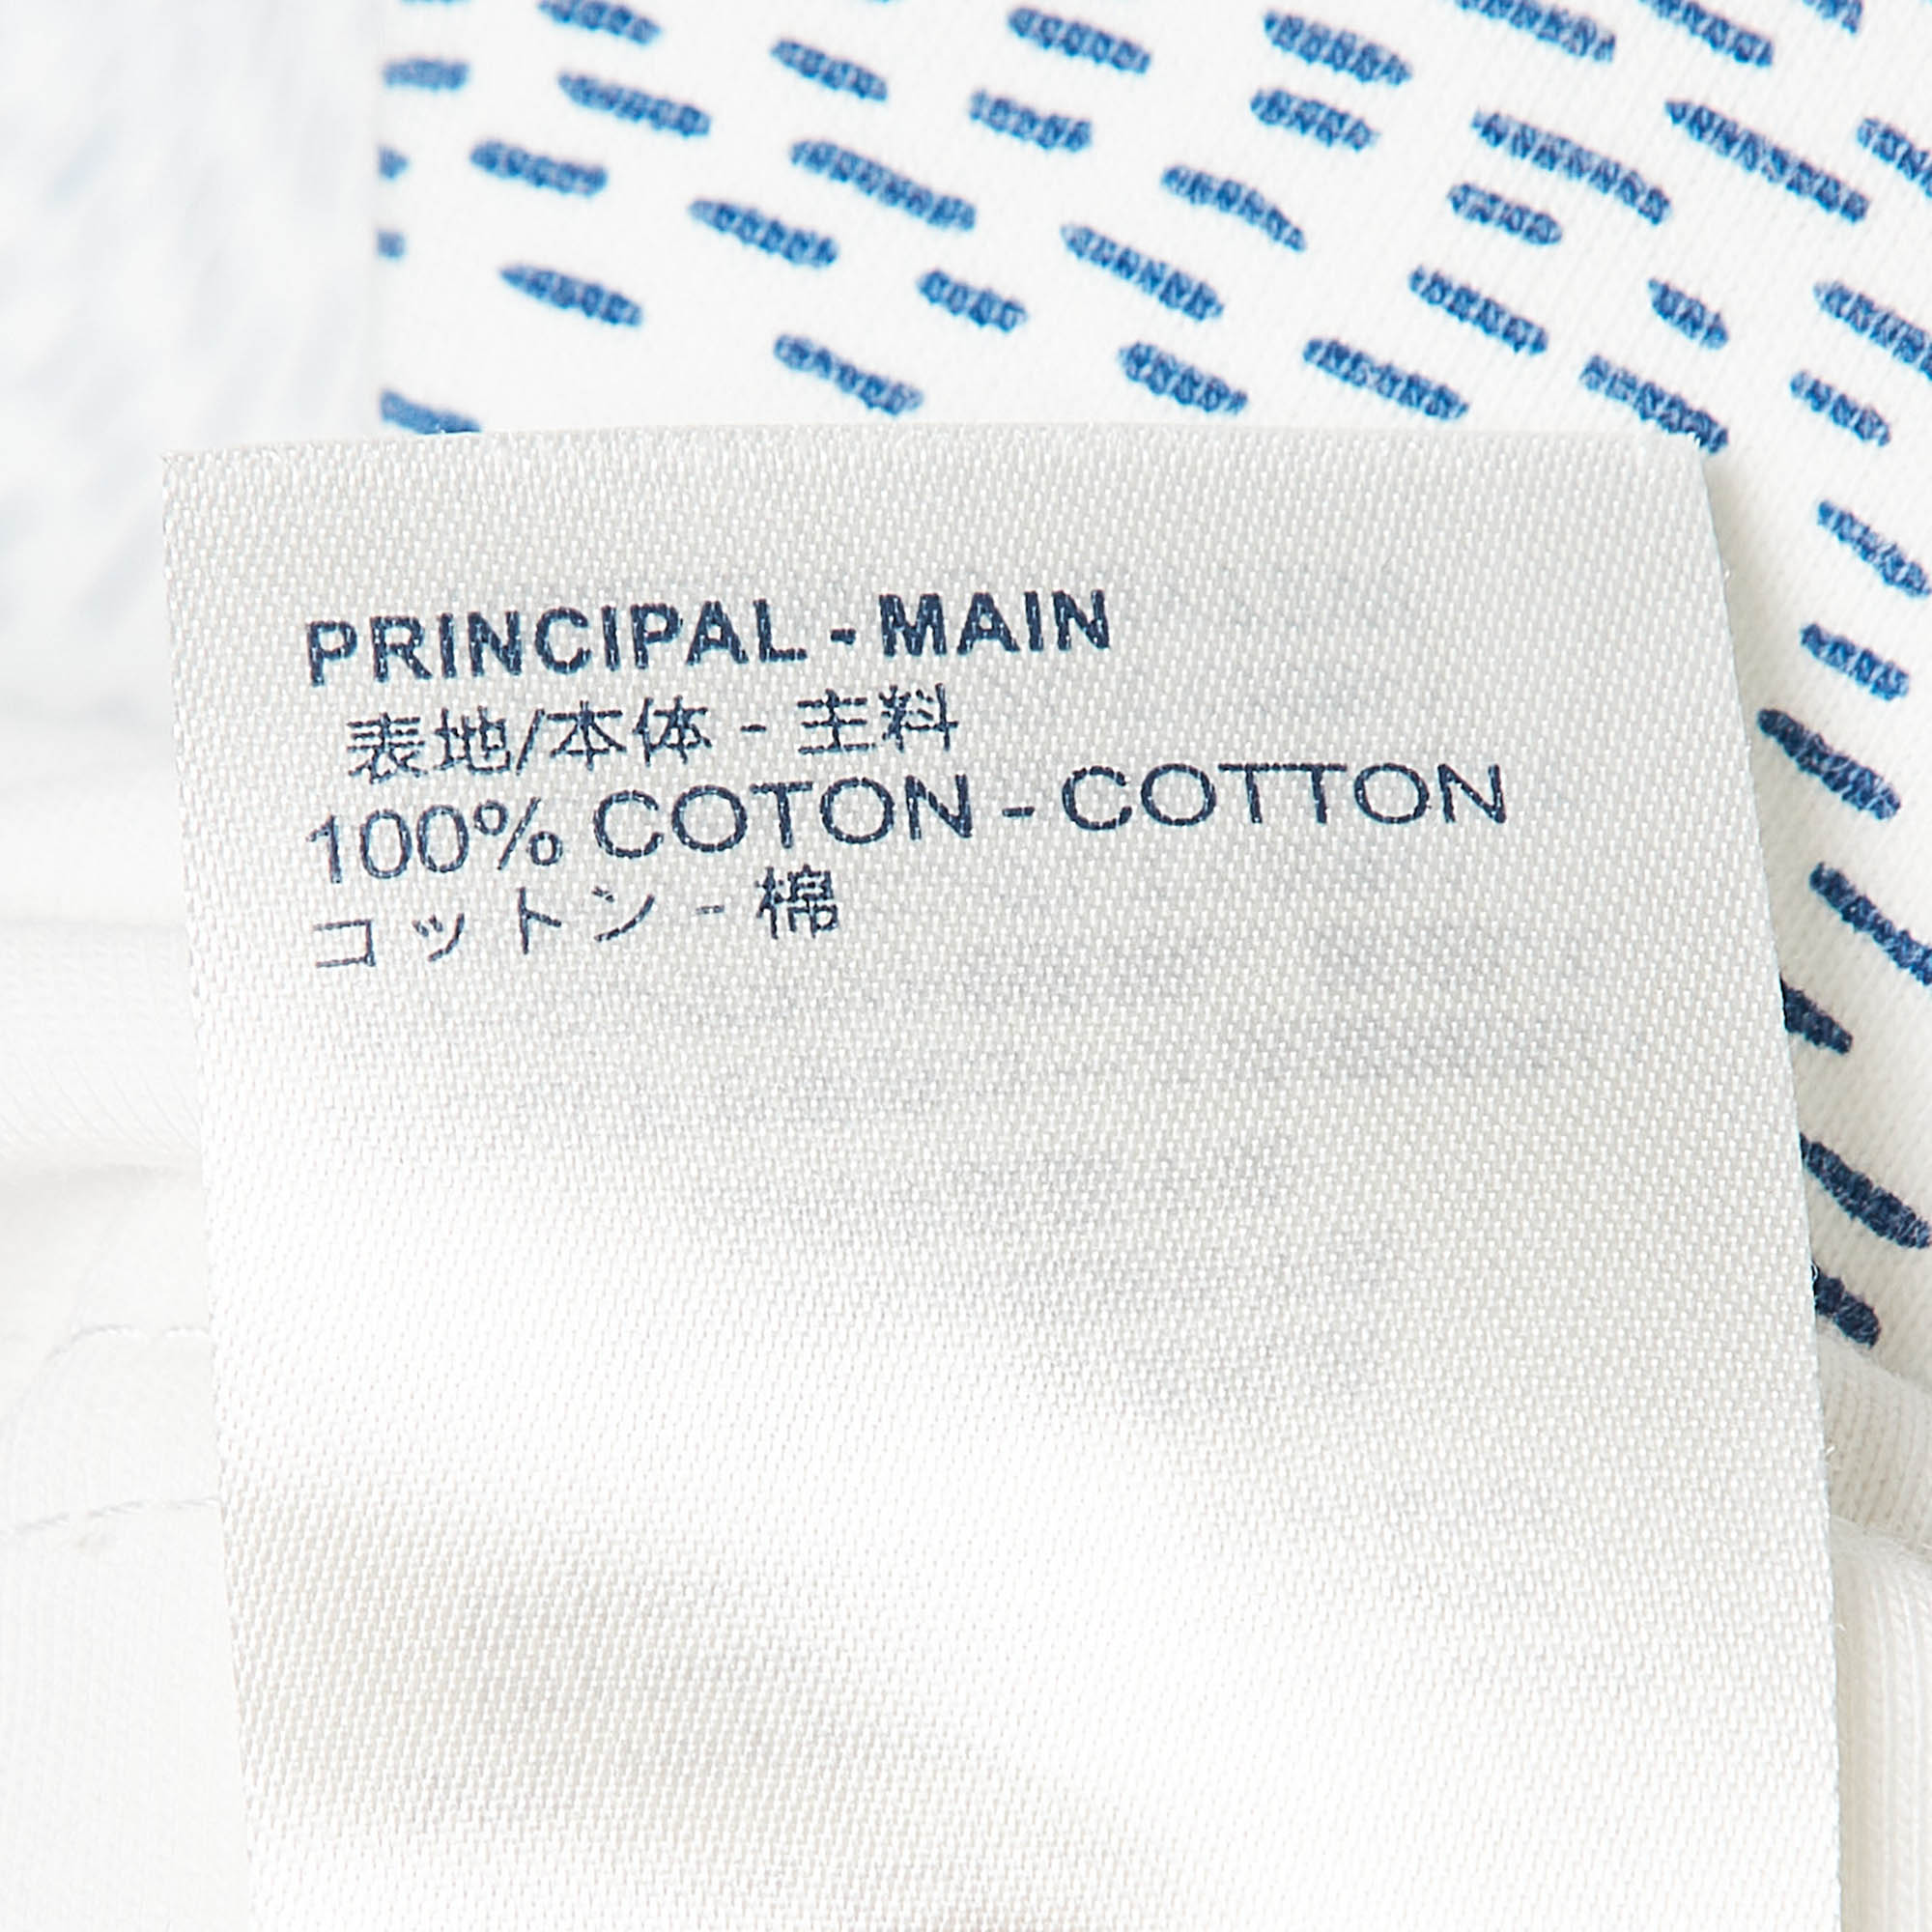 PRINCIPAL - MAIN
表地/本体 - 主料
100% COTON - COTTON
コットン - 棉